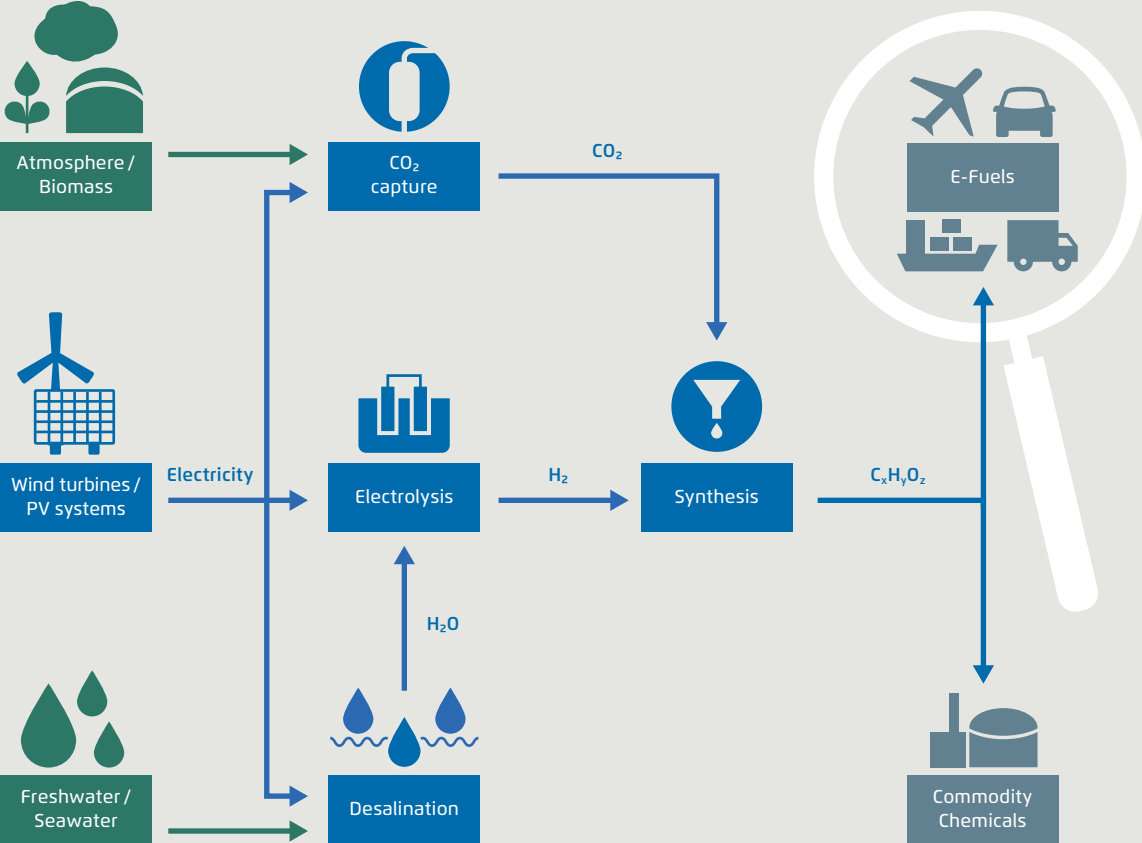 Atmosphere /
Biomass
CO₂
capture
CO₂
E-Fuels
Wind turbines /
PV systems
Electricity
Electrolysis
H₂
Synthesis
CₓHᵧO_z
H₂O
Freshwater /
Seawater
Desalination
Commodity
Chemicals